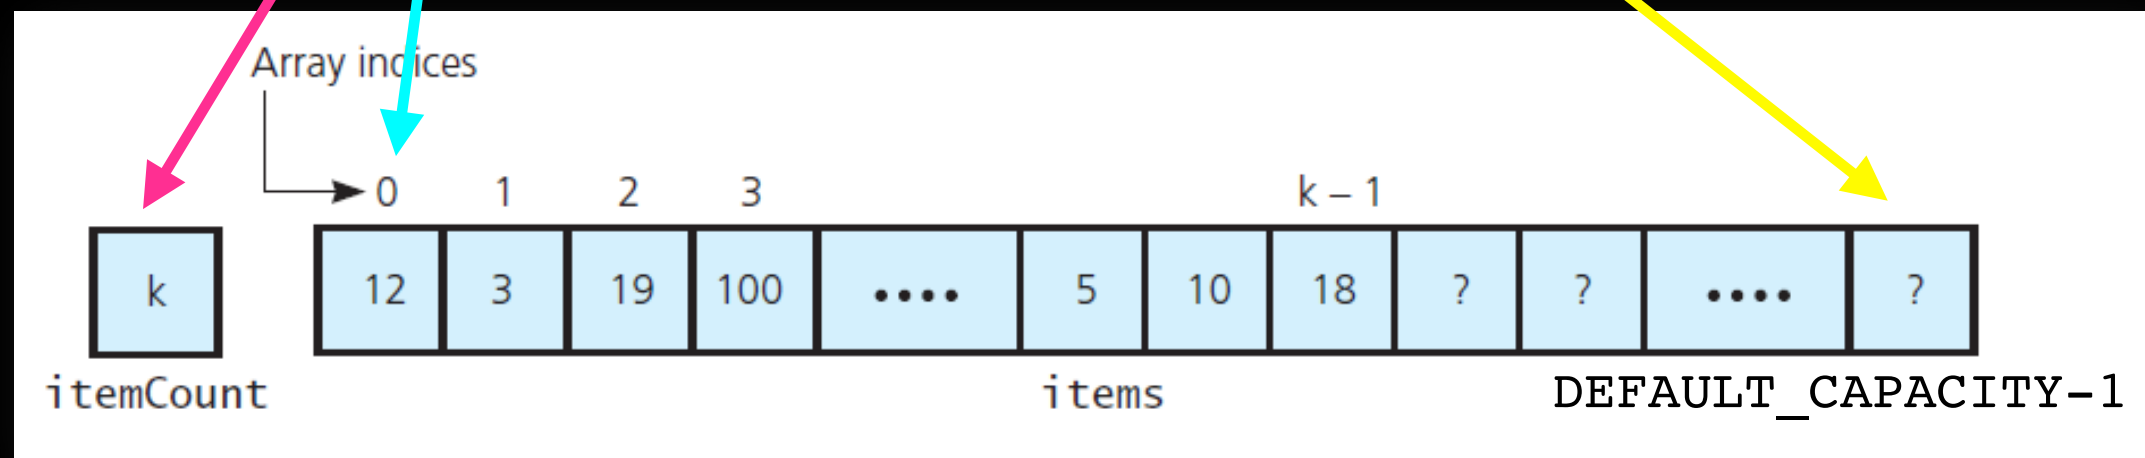 Array indices
0 1 2 3 k – 1
k 12 3 19 100 •••• 5 10 18 ? ? •••• ?
itemCount items DEFAULT_CAPACITY-1